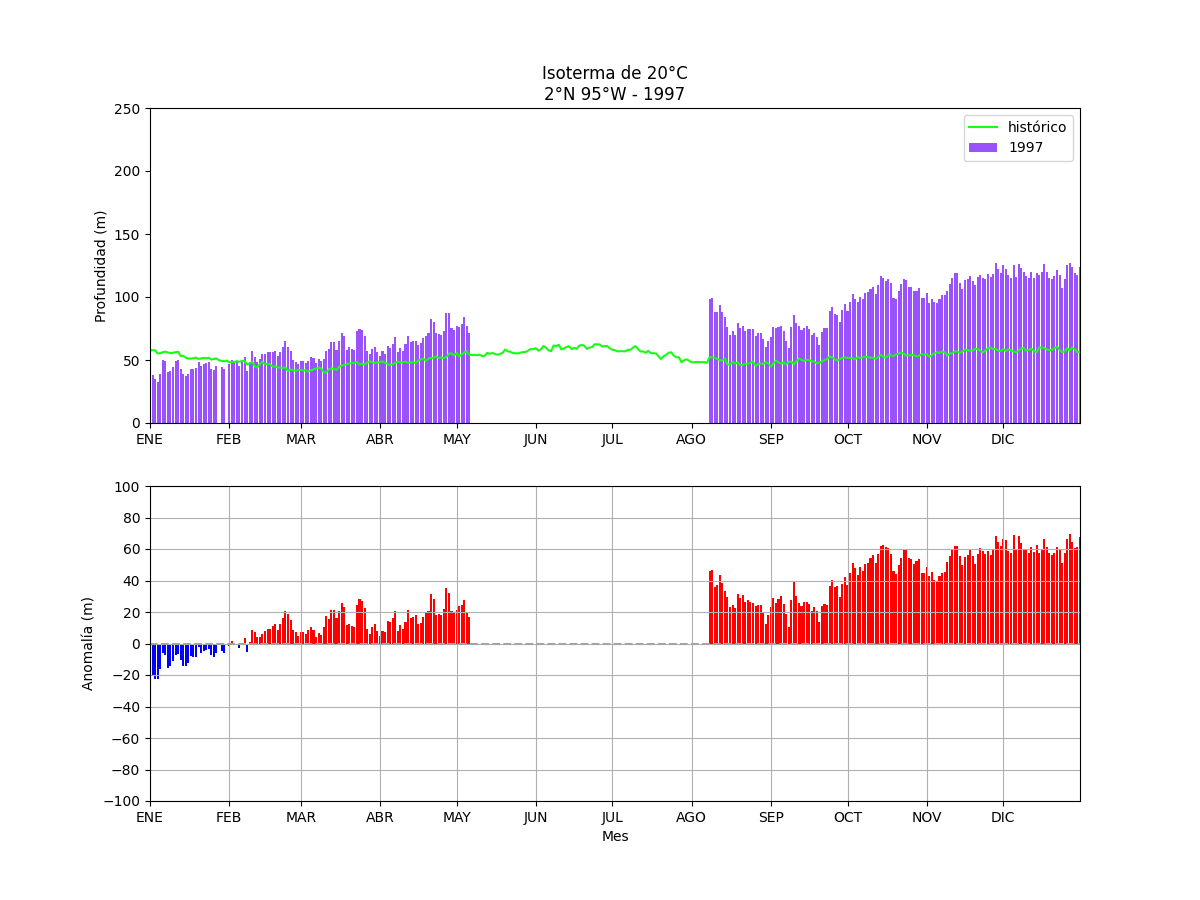 Isoterma de 20°C
2°N 95°W - 1997
histórico
1997
Profundidad (m)
250
200
150
100
50
0
ENE FEB MAR ABR MAY JUN JUL AGO SEP OCT NOV DIC
Anomalía (m)
100
80
60
40
20
0
−20
−40
−60
−80
−100
ENE FEB MAR ABR MAY JUN JUL AGO SEP OCT NOV DIC
Mes